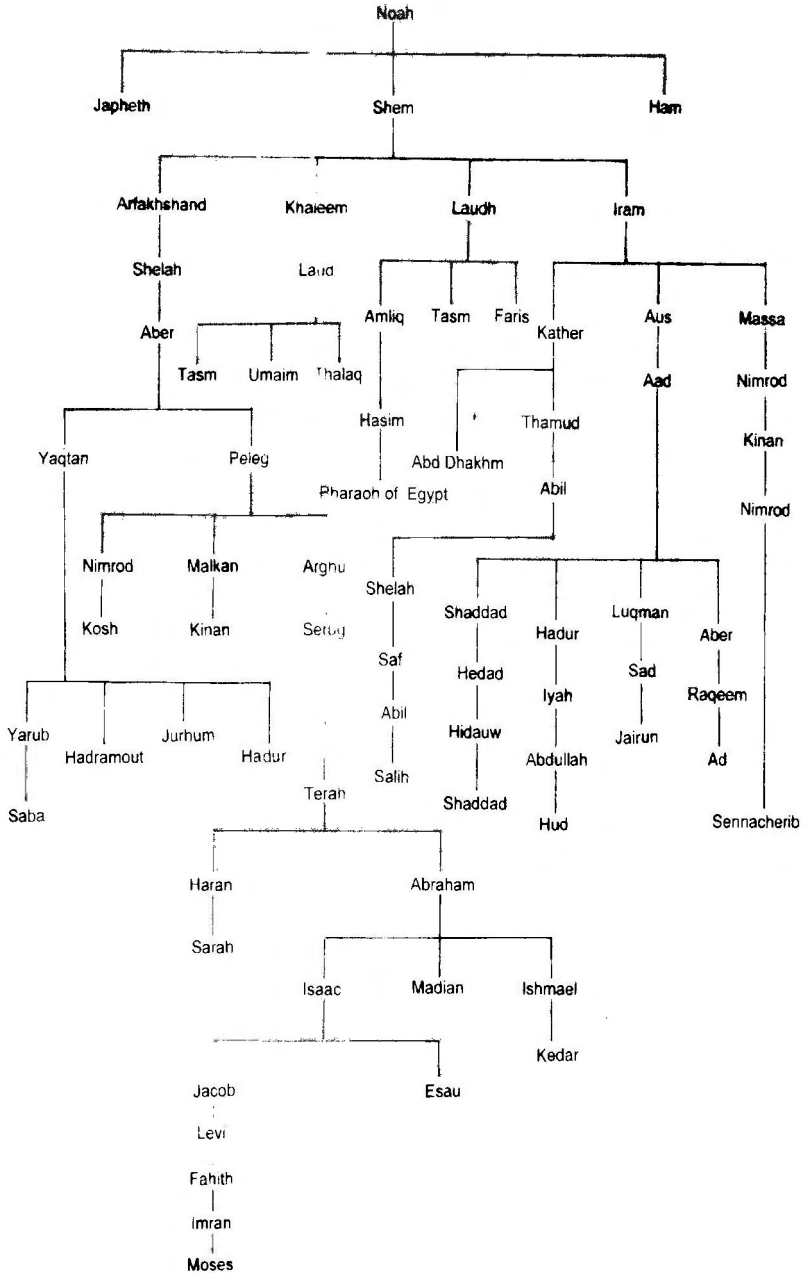 Noah
Japheth Shem Ham
Arfakhshand Khaleem Laudh Iram
Shelah Laud
Amliq Tasm Faris Aus Massa
Aber Kather
Tasm Umaim Thalaq Aad Nimrod
Hasim Thamud Kinan
Yaqtan Peleg Abd Dhakhm
Pharaoh of Egypt Abil
Nimrod
Nimrod Malkan Arghu
Shelah
Shaddad Luqman
Kosh Kinan Serug Hadur Aber
Saf Hedad Sad
Iyah Raqeem
Abil
Yarub Jurhum Hidauw Jairun
Hadramout Hadur Abdullah Ad
Salih
Terah Shaddad
Saba Hud Sennacherib
Haran Abraham
Sarah
Isaac Madian Ishmael
Kedar
Jacob Esau
Levi
Fahith
Imran
Moses